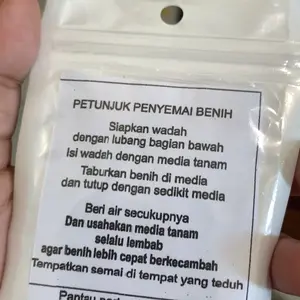 PETUNJUK PENYEMAI BENIH
Siapkan wadah
dengan lubang bagian bawah
Isi wadah dengan media tanam
Taburkan benih di media
dan tutup dengan sedikit media
Beri air secukupnya
Dan usahakan media tanam
selalu lembab
agar benih lebih cepat berkecambah
Tempatkan semai di tempat yang teduh
Pantau